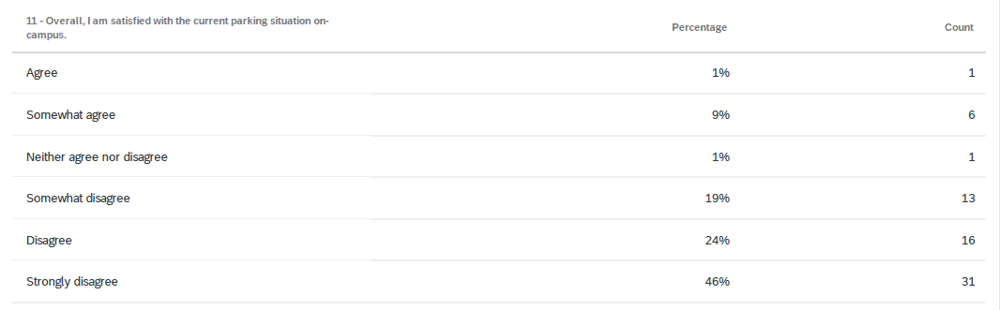 11 - Overall, I am satisfied with the current parking situation on-
campus. Percentage Count
Agree 1% 1
Somewhat agree 9% 6
Neither agree nor disagree 1% 1
Somewhat disagree 19% 13
Disagree 24% 16
Strongly disagree 46% 31